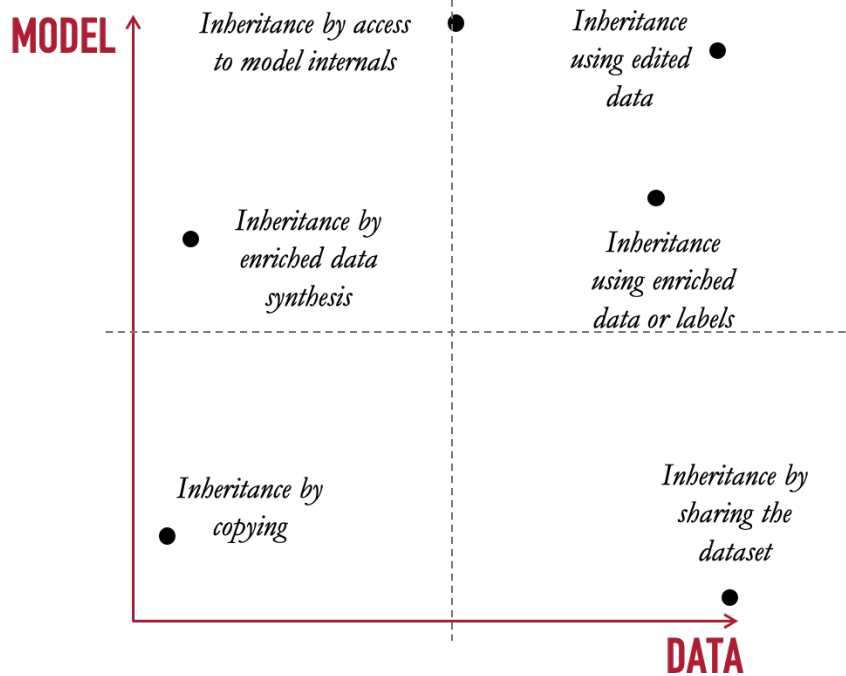 MODEL
Inheritance by access
to model internals
Inheritance
using edited
data
Inheritance by
enriched data
synthesis
Inheritance
using enriched
data or labels
Inheritance by
copying
Inheritance by
sharing the
dataset
DATA